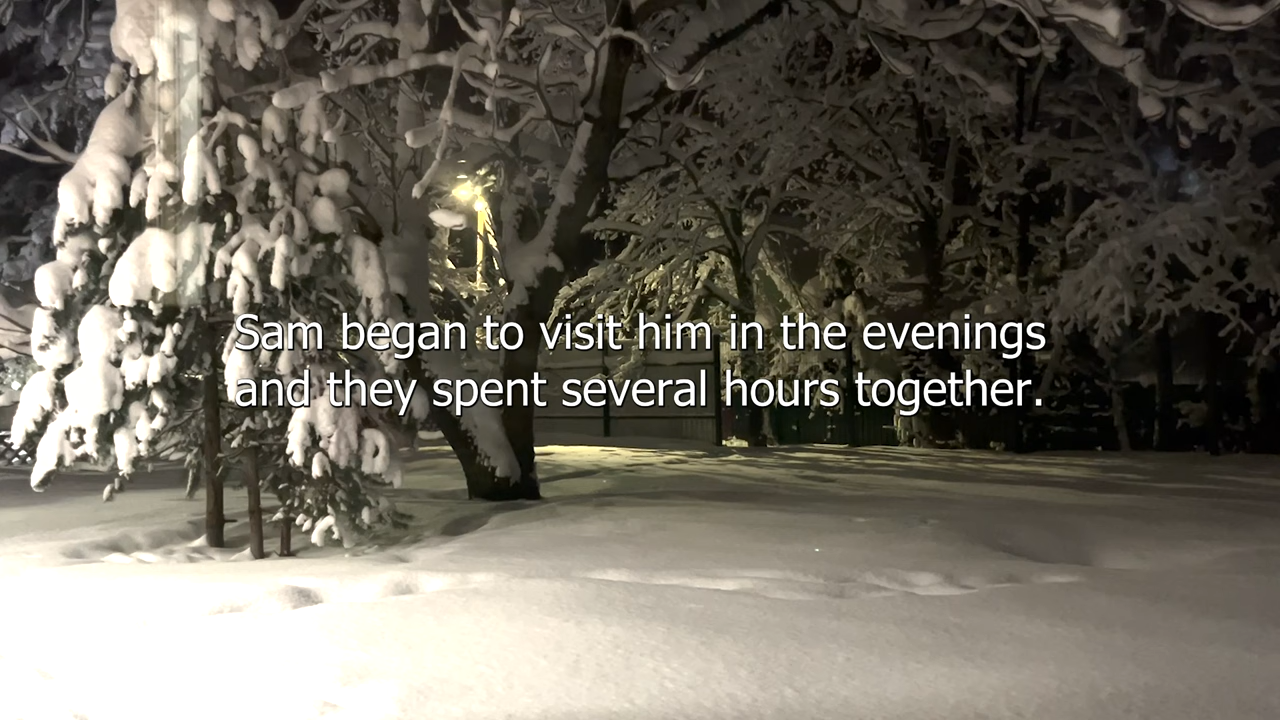 Sam began to visit him in the evenings
and they spent several hours together.